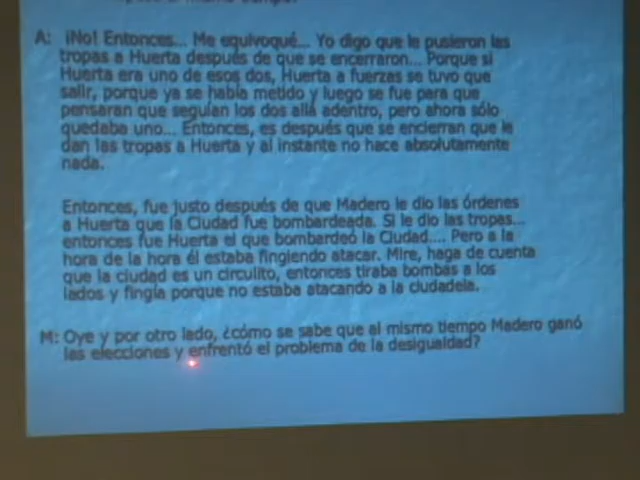 A: ¡No! Entonces... Me equivoqué... Yo digo que le pusieron las
tropas a Huerta después de que se encerraron... Porque si
Huerta era uno de esos dos, Huerta a fuerzas se tuvo que
salir, porque ya se había metido y luego se fue para que
pensaran que seguían los dos allá adentro, pero ahora sólo
quedaba uno... Entonces, es después que se encierran que le
dan las tropas a Huerta y al instante no hace absolutamente
nada.
Entonces, fue justo después de que Madero le dio las órdenes
a Huerta que la Ciudad fue bombardeada. Si le dio las tropas...
entonces fue Huerta el que bombardeó la Ciudad.... Pero a la
hora de la hora él estaba fingiendo atacar. Mire, haga de cuenta
que la ciudad es un circulito, entonces tiraba bombas a los
lados y fingía porque no estaba atacando a la ciudadela.
M: Oye y por otro lado, ¿cómo se sabe que al mismo tiempo Madero ganó
las elecciones y enfrentó el problema de la desigualdad?